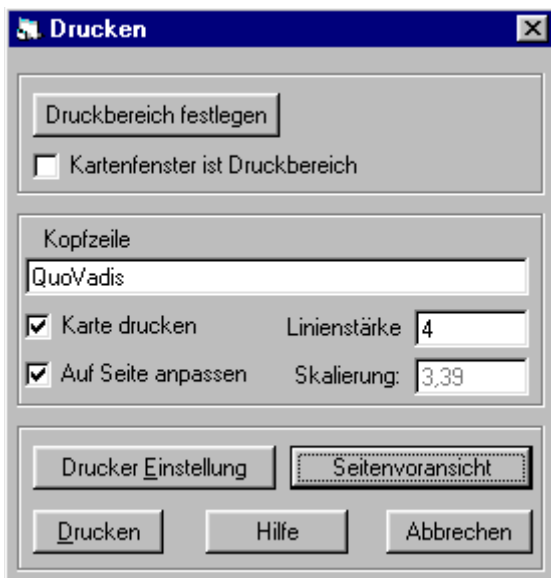 Drucken
Druckbereich festlegen
Kartenfenster ist Druckbereich
Kopfzeile
QuoVadis
Karte drucken Linienstärke 4
Auf Seite anpassen Skalierung: 3,39
Drucker Einstellung Seitenvoransicht
Drucken Hilfe Abbrechen